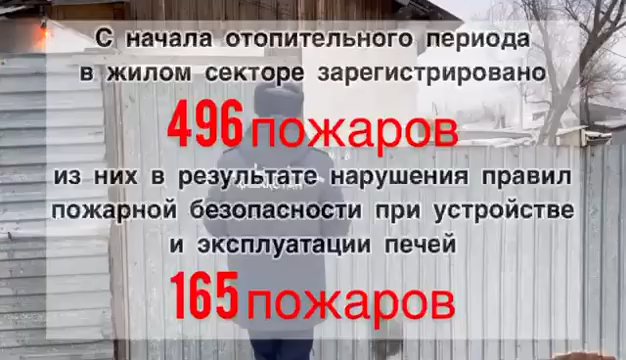 С начала отопительного периода
в жилом секторе зарегистрировано
496 пожаров
из них в результате нарушения правил
пожарной безопасности при устройстве
и эксплуатации печей
165 пожаров